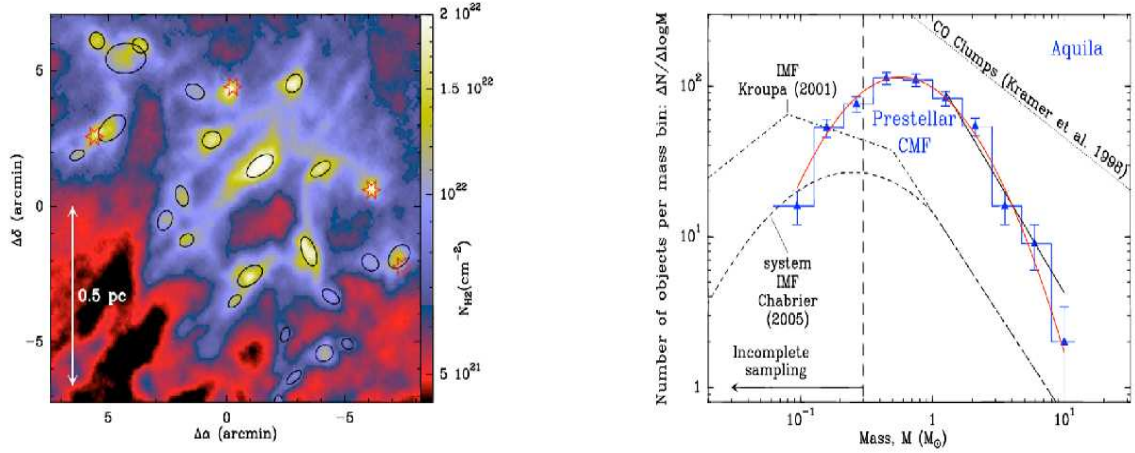 5
0
−5
Δδ (arcmin)
0.5 pc
5
0
−5
Δα (arcmin)
2 10²²
1.5 10²²
10²²
5 10²¹
N_H2(cm⁻²)
Number of objects per mass bin: ΔN/ΔlogM
10²
10
1
IMF
Kroupa (2001)
CO Clumps (Kramer et al. 1998)
Aquila
Prestellar
CMF
system
IMF
Chabrier
(2005)
Incomplete
sampling
10⁻¹
1
10¹
Mass, M (M⊙)